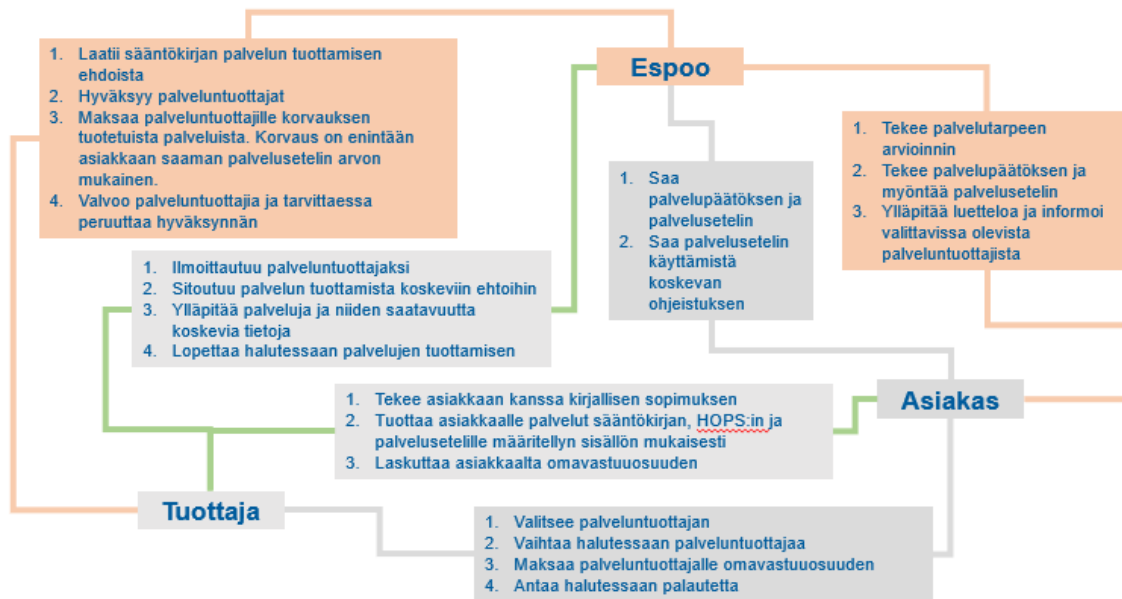 Espoo
1. Laatii sääntökirjan palvelun tuottamisen
ehdoista
2. Hyväksyy palveluntuottajat
3. Maksaa palveluntuottajille korvauksen
tuotetuista palveluista. Korvaus on enintään
asiakkaan saaman palvelusetelin arvon
mukainen.
4. Valvoo palveluntuottajia ja tarvittaessa
peruuttaa hyväksynnän
1. Tekee palvelutarpeen
arvioinnin
2. Tekee palvelupäätöksen ja
myöntää palvelusetelin
3. Ylläpitää luetteloa ja informoi
valittavissa olevista
palveluntuottajista
1. Saa
palvelupäätöksen ja
palvelusetelin
2. Saa palvelusetelin
käyttämistä
koskevan
ohjeistuksen
1. Ilmoittautuu palveluntuottajaksi
2. Sitoutuu palvelun tuottamista koskeviin ehtoihin
3. Ylläpitää palveluja ja niiden saatavuutta
koskevia tietoja
4. Lopettaa halutessaan palvelujen tuottamisen
1. Tekee asiakkaan kanssa kirjallisen sopimuksen
2. Tuottaa asiakkaalle palvelut sääntökirjan, HOPS:in ja
palvelusetelille määritellyn sisällön mukaisesti
3. Laskuttaa asiakkaalta omavastuuosuuden
Asiakas
Tuottaja
1. Valitsee palveluntuottajan
2. Vaihtaa halutessaan palveluntuottajaa
3. Maksaa palveluntuottajalle omavastuuosuuden
4. Antaa halutessaan palautetta